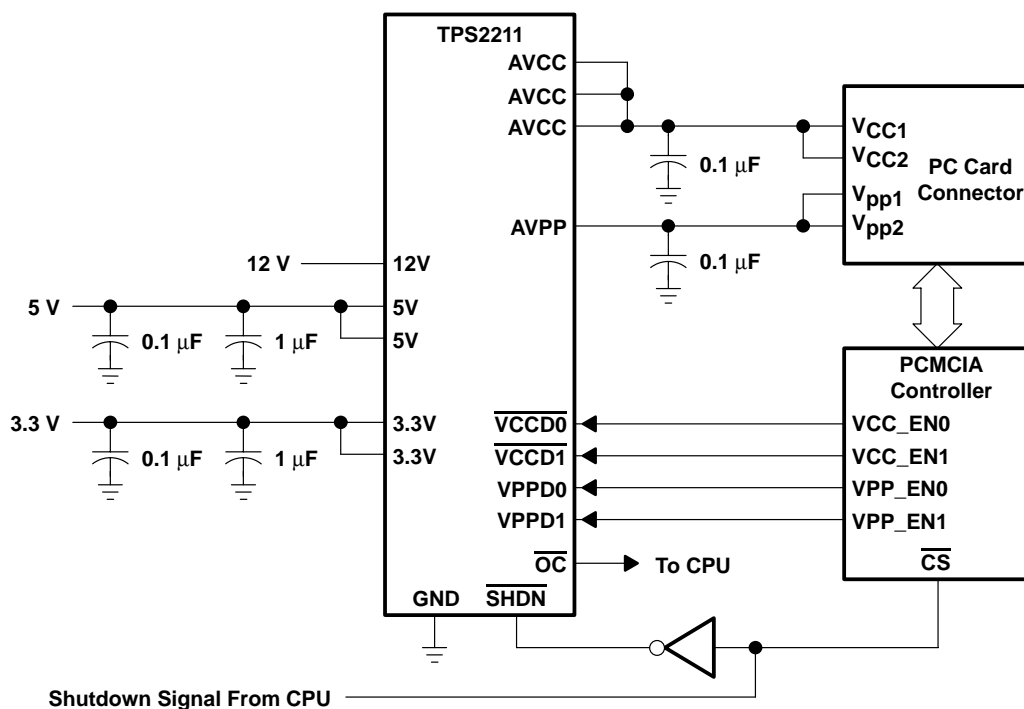 TPS2211
AVCC
AVCC
AVCC
AVPP
0.1 μF
0.1 μF
VCC1
VCC2
Vpp1
Vpp2
PC Card
Connector
12 V
12V
5 V
5V
5V
0.1 μF
1 μF
3.3 V
3.3V
3.3V
0.1 μF
1 μF
VCCD0
VCCD1
VPPD0
VPPD1
OC
To CPU
GND
SHDN
PCMCIA
Controller
VCC_EN0
VCC_EN1
VPP_EN0
VPP_EN1
CS
Shutdown Signal From CPU